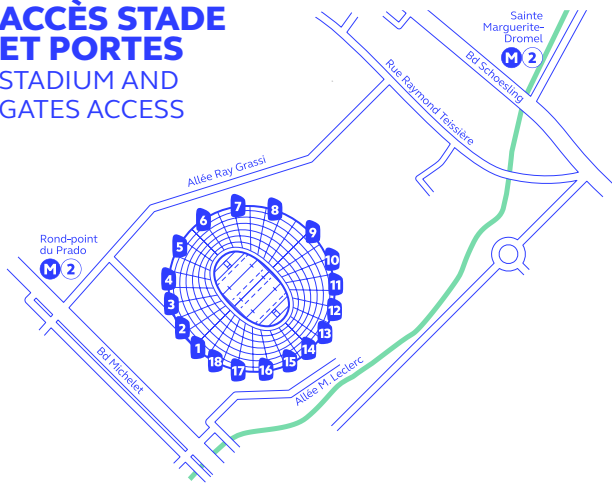 ACCÈS STADE
ET PORTES
STADIUM AND
GATES ACCESS
Sainte
Marguerite-
Dromel
M 2
Bd Schoesling
Rue Raymond Teissière
Allée Ray Grassi
Rond-point
du Prado
M 2
7
8
6
9
5
10
4
11
3
12
2
13
1
14
18
15
17
16
Bd Michelet
Allée M. Leclerc